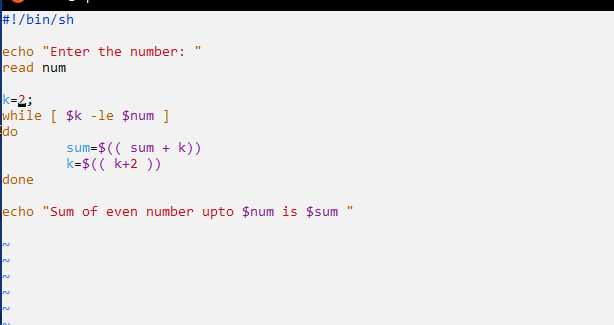 #!/bin/sh
echo "Enter the number: "
read num
k=2;
while [ $k -le $num ]
do
sum=$(( sum + k))
k=$(( k+2 ))
done
echo "Sum of even number upto $num is $sum "
~
~
~
~
~
~